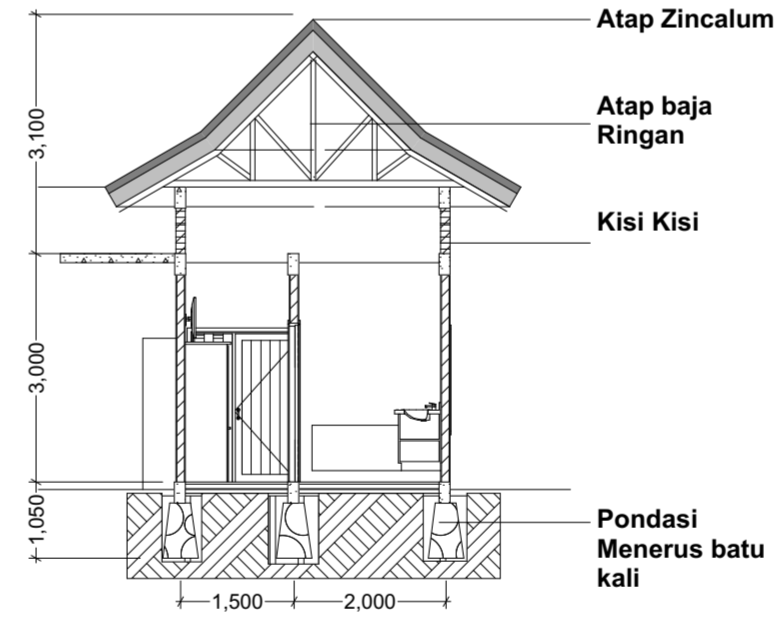 Atap Zincalum
Atap baja
Ringan
3,100
Kisi Kisi
3,000
1,050
Pondasi
Menerus batu
kali
1,500
2,000